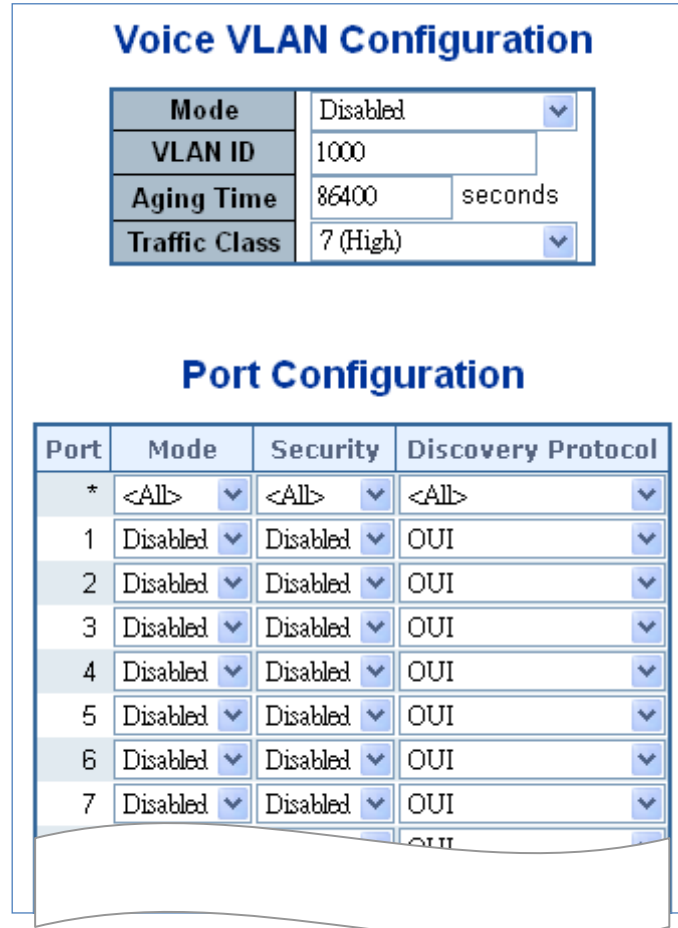 Voice VLAN Configuration
Mode Disabled
VLAN ID 1000
Aging Time 86400 seconds
Traffic Class 7 (High)
Port Configuration
Port Mode Security Discovery Protocol
* <All> <All> <All>
1 Disabled Disabled OUI
2 Disabled Disabled OUI
3 Disabled Disabled OUI
4 Disabled Disabled OUI
5 Disabled Disabled OUI
6 Disabled Disabled OUI
7 Disabled Disabled OUI
OUI